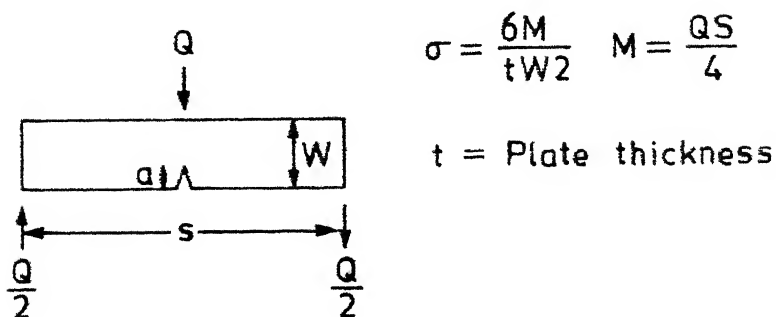 Q
σ = 6M / tW2 M = QS / 4
W
t = Plate thickness
a
s
Q/2 Q/2